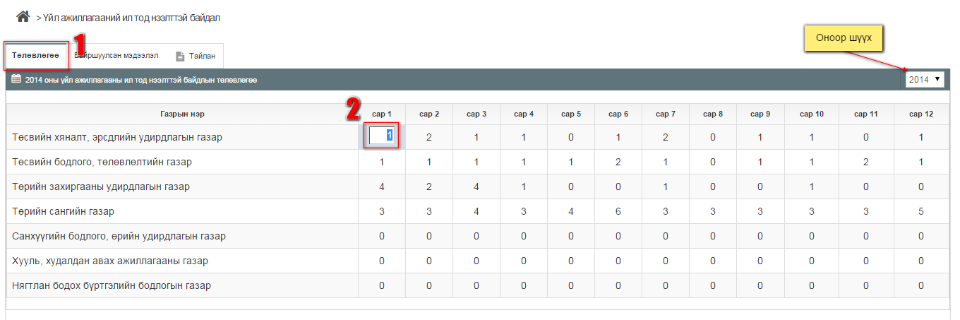 > Үйл ажиллагааний ил тод нээлттэй байдал
Оноор шүүх
1
Төлөвлөгөө Байршуулсан мэдээлэл Тайлан
2014 оны үйл ажиллагааны ил тод нээлттэй байдлын төлөвлөгөө 2014
2
Газрын нэр сар 1 сар 2 сар 3 сар 4 сар 5 сар 6 сар 7 сар 8 сар 9 сар 10 сар 11 сар 12
Төсвийн хяналт, эрсдлийн удирдлагын газар 1 2 1 1 0 1 2 0 1 1 0 1
Төсвийн бодлого, төлөвлөлтийн газар 1 1 1 1 1 2 1 0 1 1 2 1
Төрийн захиргааны удирдлагын газар 4 2 4 1 0 0 1 0 0 1 0 0
Төрийн сангийн газар 3 3 4 3 4 6 3 3 3 3 3 5
Санхүүгийн бодлого, өрийн удирдлагын газар 0 0 0 0 0 0 0 0 0 0 0 0
Хууль, худалдан авах ажиллагааны газар 0 0 0 0 0 0 0 0 0 0 0 0
Нягтлан бодох бүртгэлийн бодлогын газар 0 0 0 0 0 0 0 0 0 0 0 0